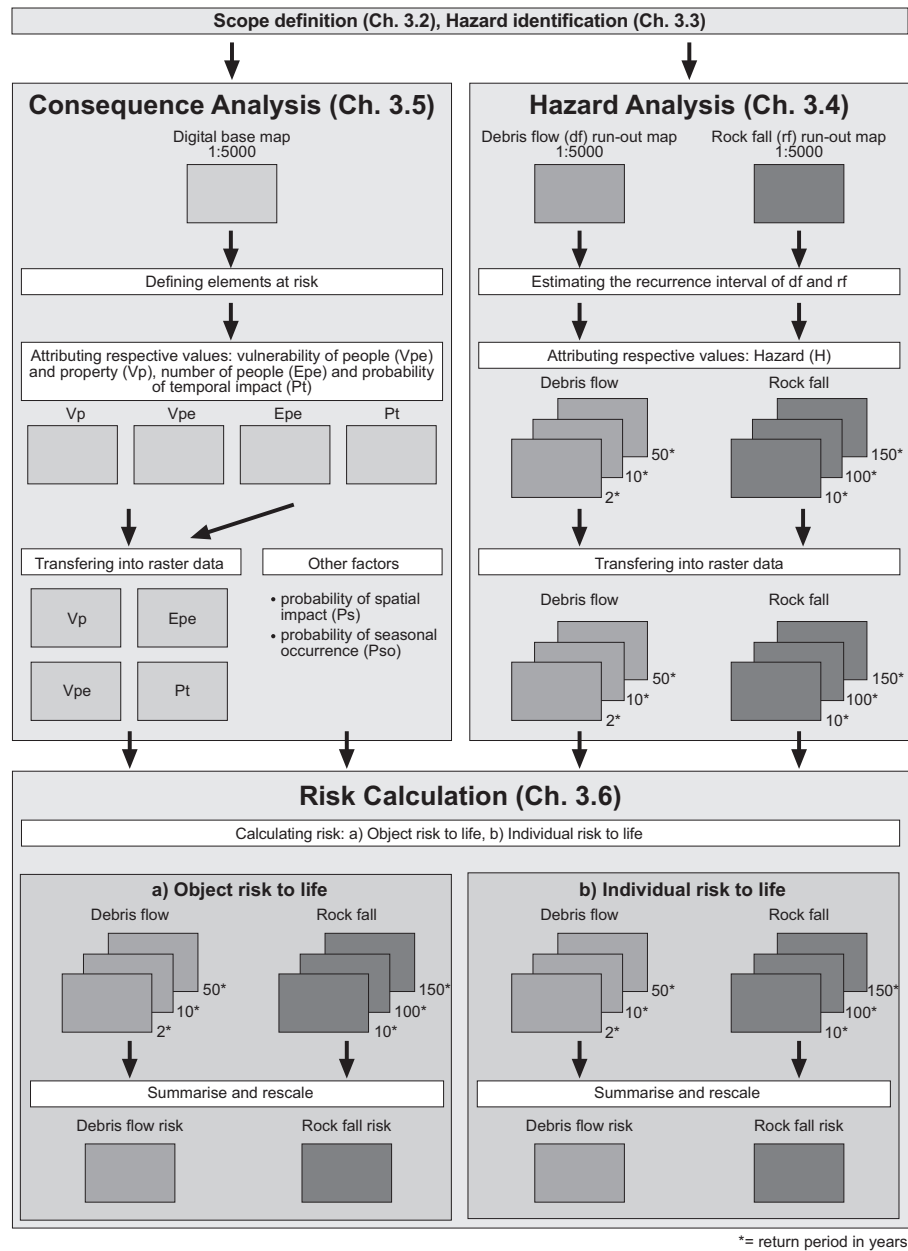 Scope definition (Ch. 3.2), Hazard identification (Ch. 3.3)
Consequence Analysis (Ch. 3.5)
Digital base map
1:5000
Defining elements at risk
Attributing respective values: vulnerability of people (Vpe)
and property (Vp), number of people (Epe) and probability
of temporal impact (Pt)
Vp
Vpe
Epe
Pt
Transfering into raster data
Other factors
Vp
Epe
Vpe
Pt
• probability of spatial
impact (Ps)
• probability of seasonal
occurrence (Pso)
Hazard Analysis (Ch. 3.4)
Debris flow (df) run-out map
1:5000
Rock fall (rf) run-out map
1:5000
Estimating the recurrence interval of df and rf
Attributing respective values: Hazard (H)
Debris flow
Rock fall
50*
10*
2*
150*
100*
10*
Transfering into raster data
Debris flow
Rock fall
50*
10*
2*
150*
100*
10*
Risk Calculation (Ch. 3.6)
Calculating risk: a) Object risk to life, b) Individual risk to life
a) Object risk to life
Debris flow
Rock fall
50*
10*
2*
150*
100*
10*
Summarise and rescale
Debris flow risk
Rock fall risk
b) Individual risk to life
Debris flow
Rock fall
50*
10*
2*
150*
100*
10*
Summarise and rescale
Debris flow risk
Rock fall risk
*= return period in years